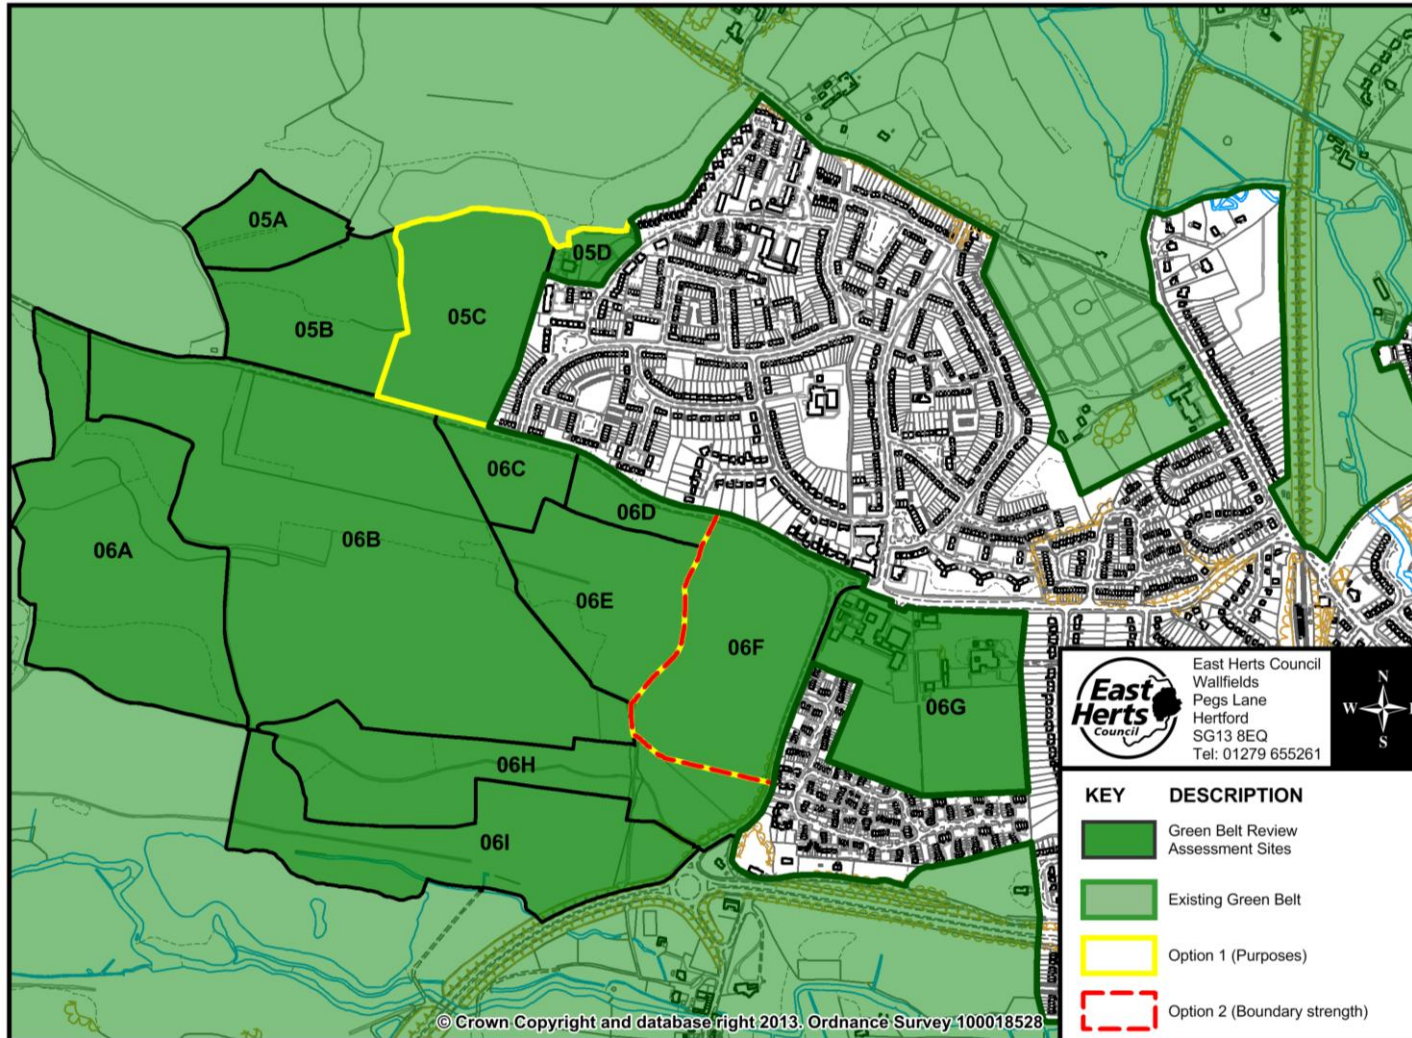 05A
05D
05C
05B
06C
06D
06B
06A
06E
06F
06G
06H
06I
East
Herts
Council
East Herts Council
Wallfields
Pegs Lane
Hertford
SG13 8EQ
Tel: 01279 655261
N
W
S
KEY DESCRIPTION
Green Belt Review
Assessment Sites
Existing Green Belt
Option 1 (Purposes)
Option 2 (Boundary strength)
© Crown Copyright and database right 2013. Ordnance Survey 100018528